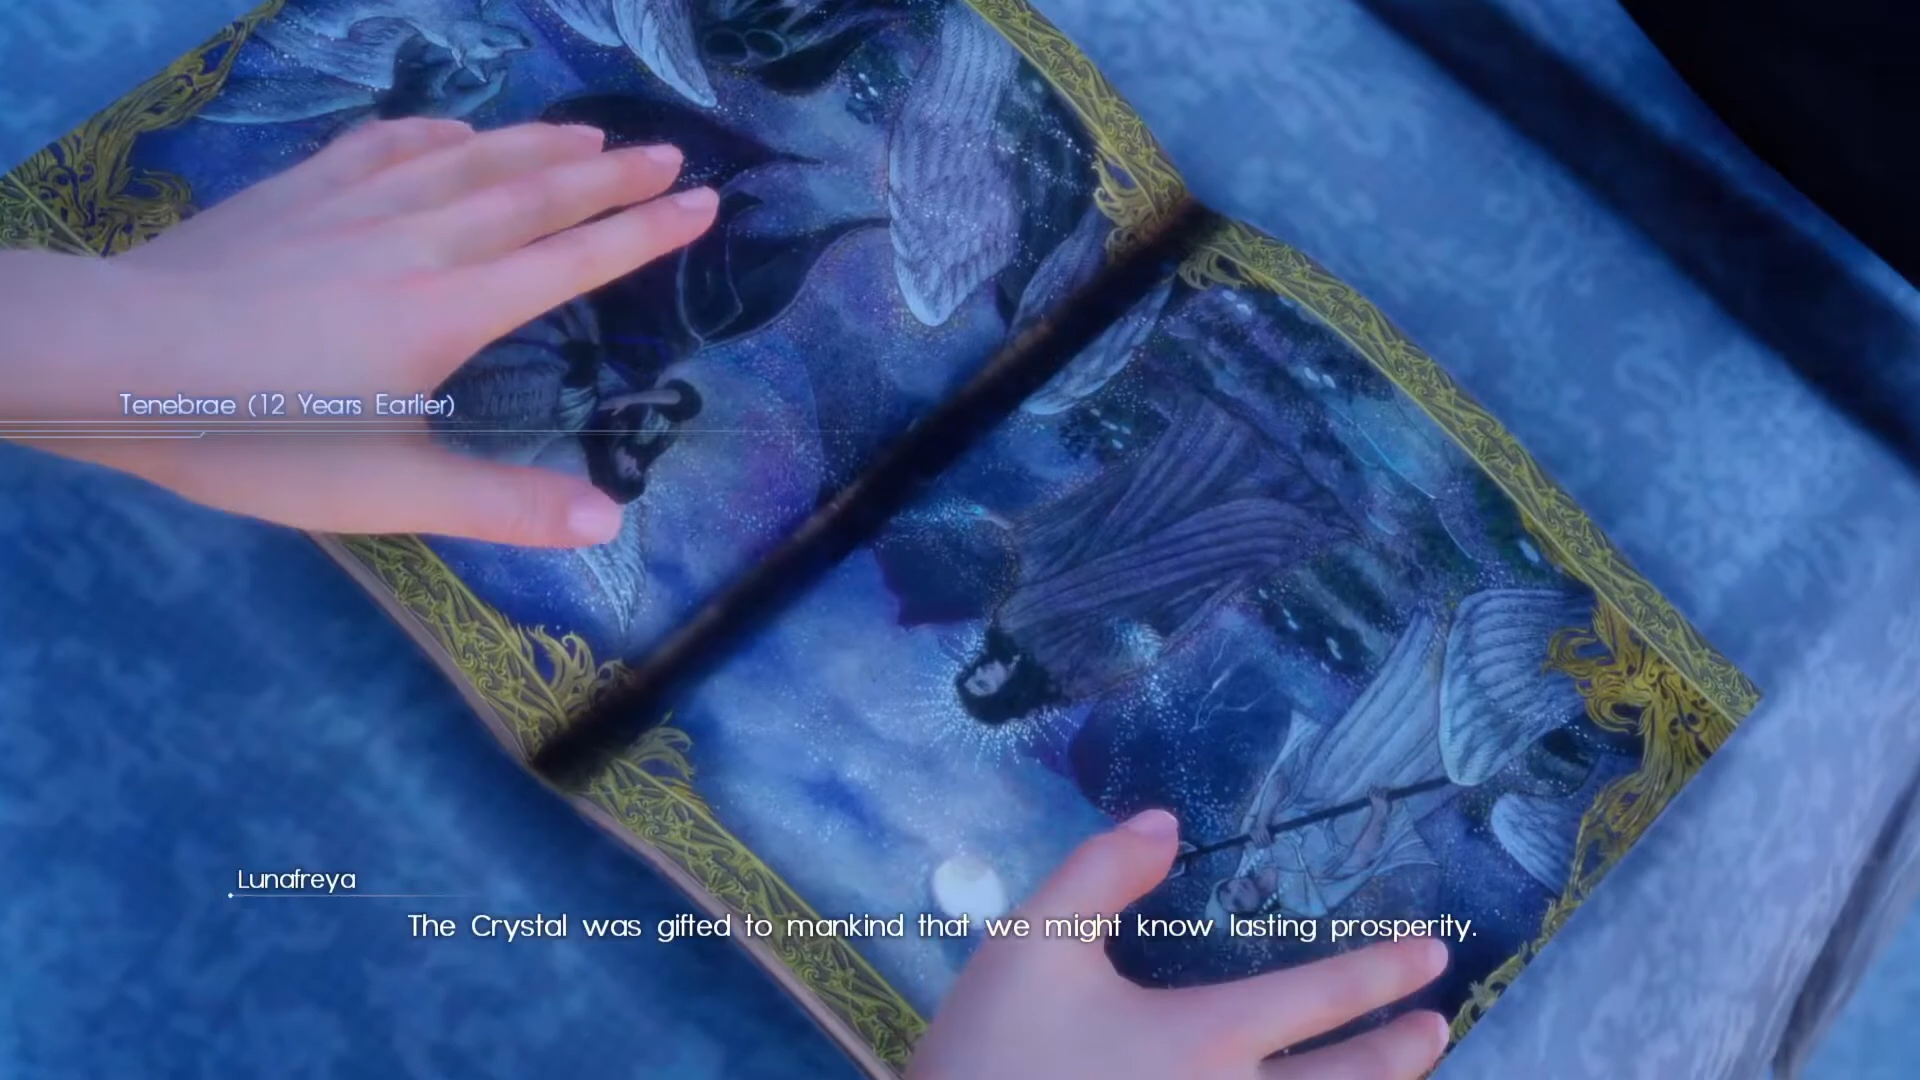 Tenebrae (12 Years Earlier)
Lunafreya
The Crystal was gifted to mankind that we might know lasting prosperity.